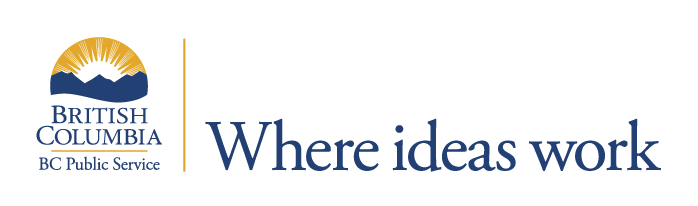 BRITISH
COLUMBIA
BC Public Service
Where ideas work